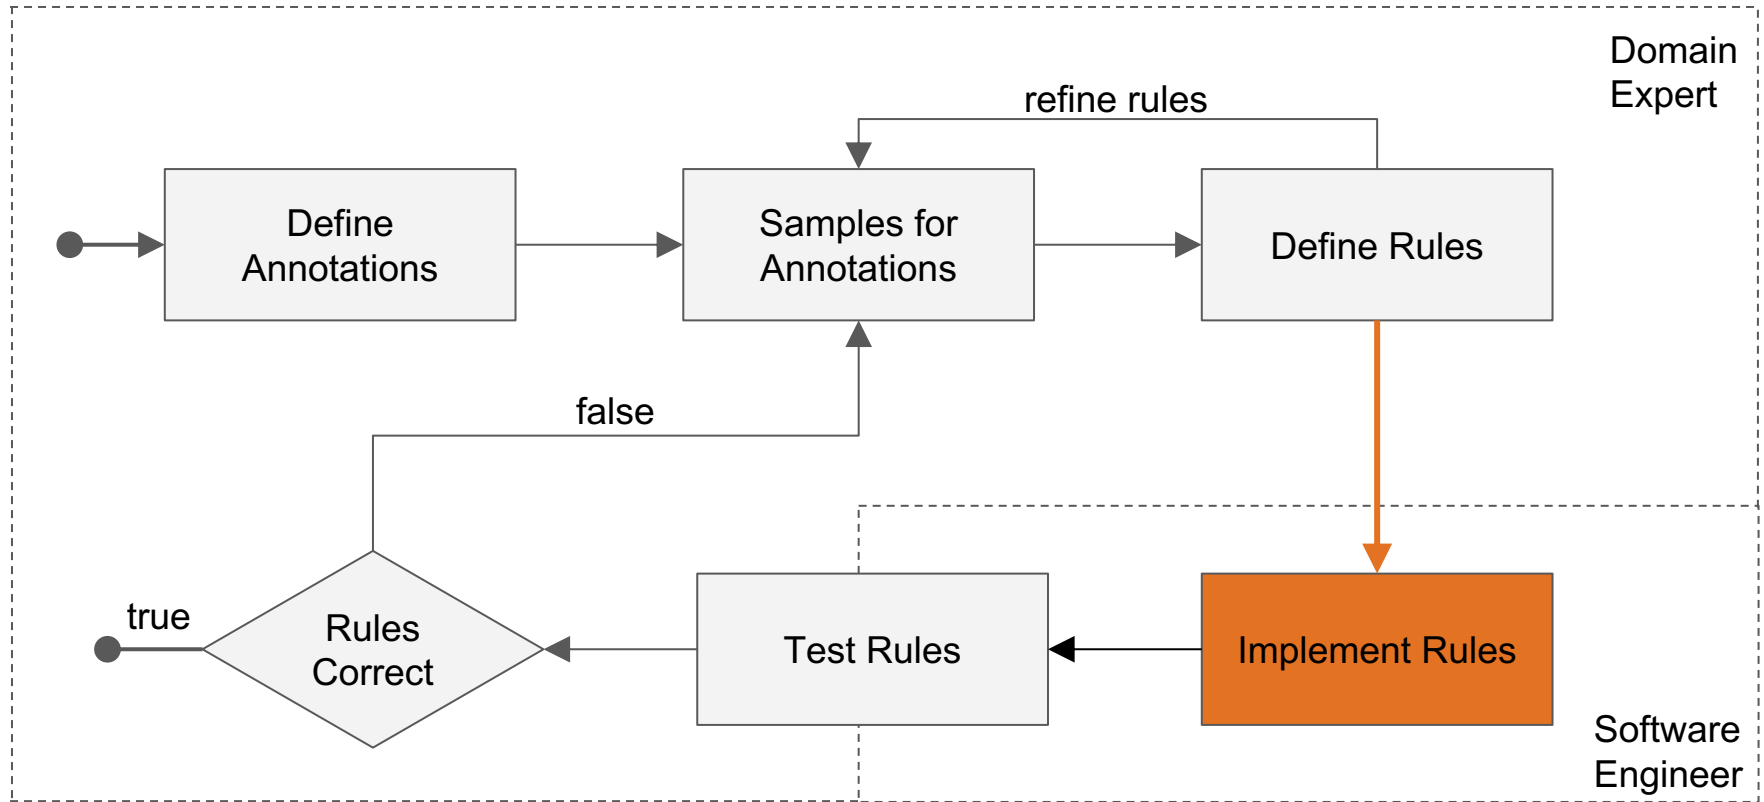 Domain
Expert
refine rules
Define
Annotations
Samples for
Annotations
Define Rules
false
true
Rules
Correct
Test Rules
Implement Rules
Software
Engineer